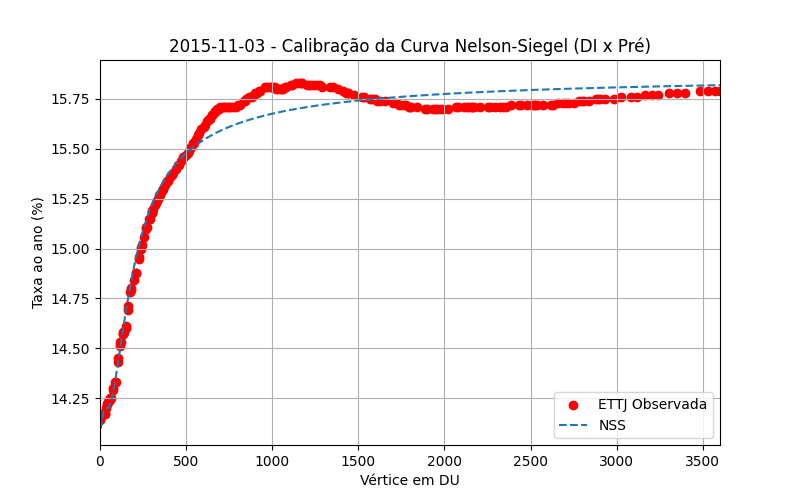 2015-11-03 - Calibração da Curva Nelson-Siegel (DI x Pré)
Taxa ao ano (%)
15.75
15.50
15.25
15.00
14.75
14.50
14.25
ETTJ Observada
NSS
0 500 1000 1500 2000 2500 3000 3500
Vértice em DU